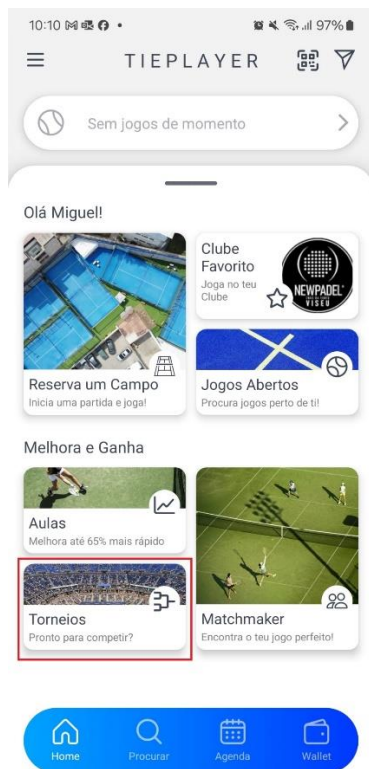 10:10
97%
TIEPLAYER
Sem jogos de momento
Olá Miguel!
Clube
Favorito
Joga no teu
Clube
NEWPADEL
VISEU
Reserva um Campo
Inicia uma partida e joga!
Jogos Abertos
Procura jogos perto de ti!
Melhora e Ganha
Aulas
Melhora até 65% mais rápido
Torneios
Pronto para competir?
Matchmaker
Encontra o teu jogo perfeito!
Home
Procurar
Agenda
Wallet